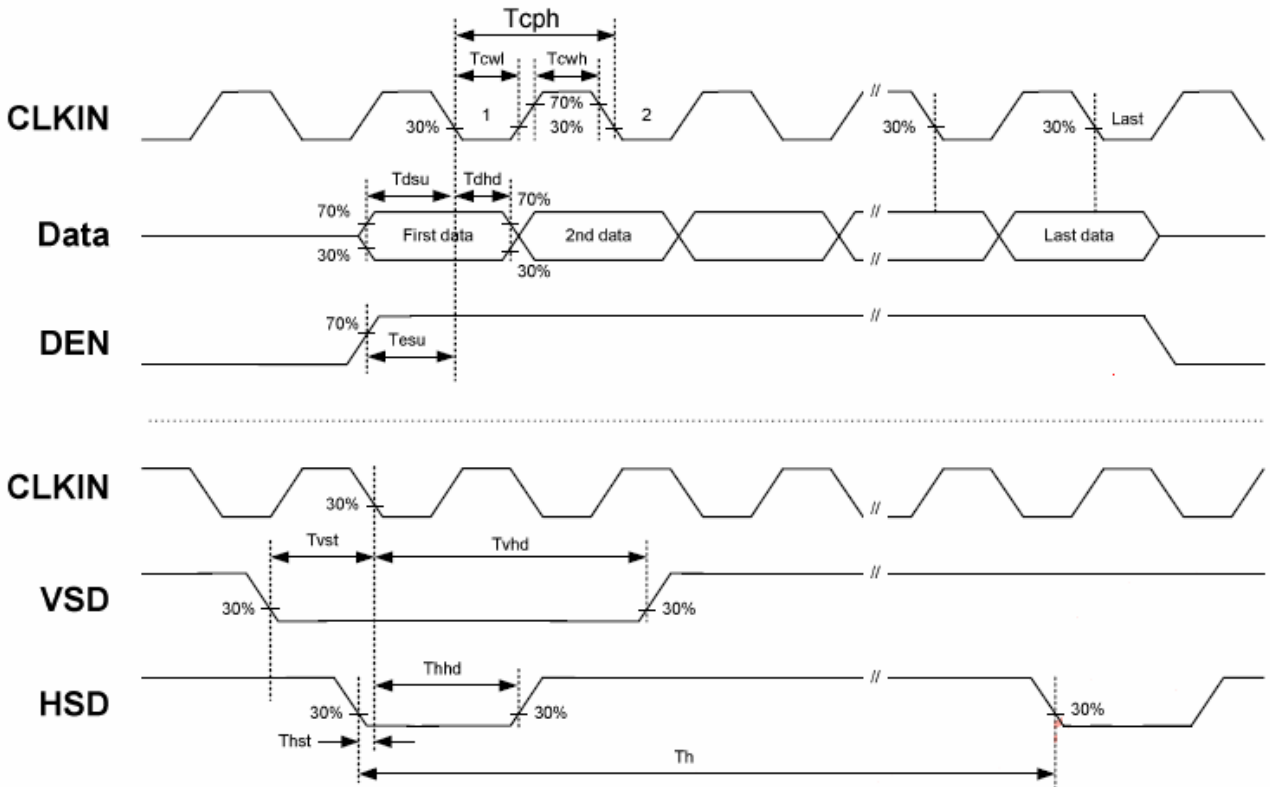 Tcph
Tcwl Tcwh
CLKIN 30% 1 70% 30% 2 // 30% 30% Last
Tdsu Tdhd
70% 70%
Data First data 2nd data // Last data
30% 30% //
70% //
DEN Tesu
CLKIN 30% //
Tvst Tvhd
VSD 30% 30% //
Thhd //
HSD 30% 30% 30%
Thst
Th